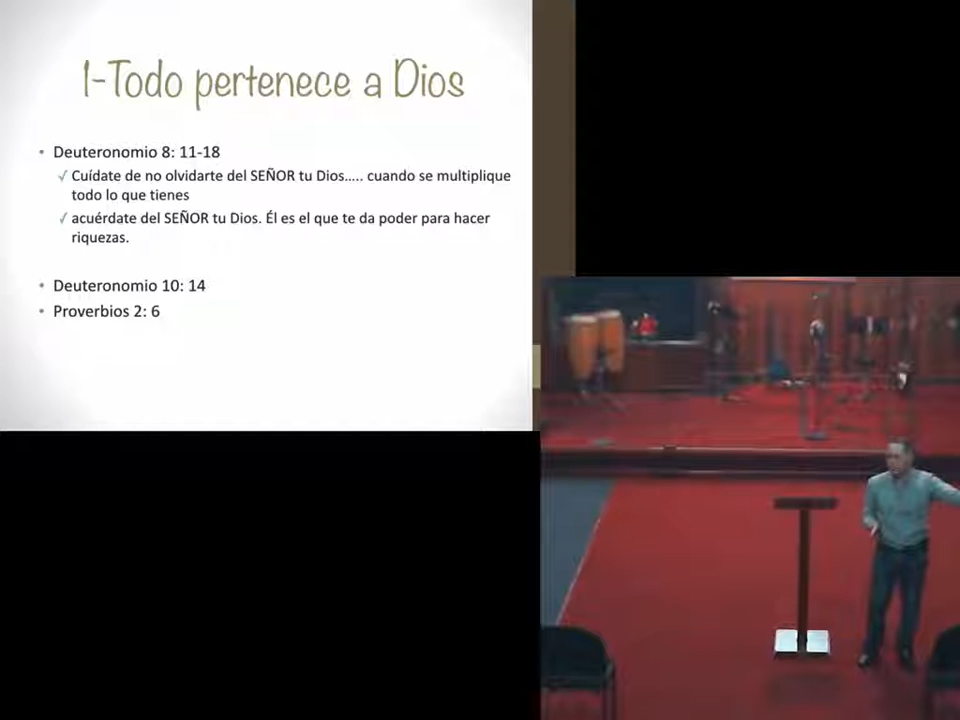 1-Todo pertenece a Dios
• Deuteronomio 8: 11-18
✓ Cuídate de no olvidarte del SEÑOR tu Dios..... cuando se multiplique
todo lo que tienes
✓ acuérdate del SEÑOR tu Dios. Él es el que te da poder para hacer
riquezas.
• Deuteronomio 10: 14
• Proverbios 2: 6